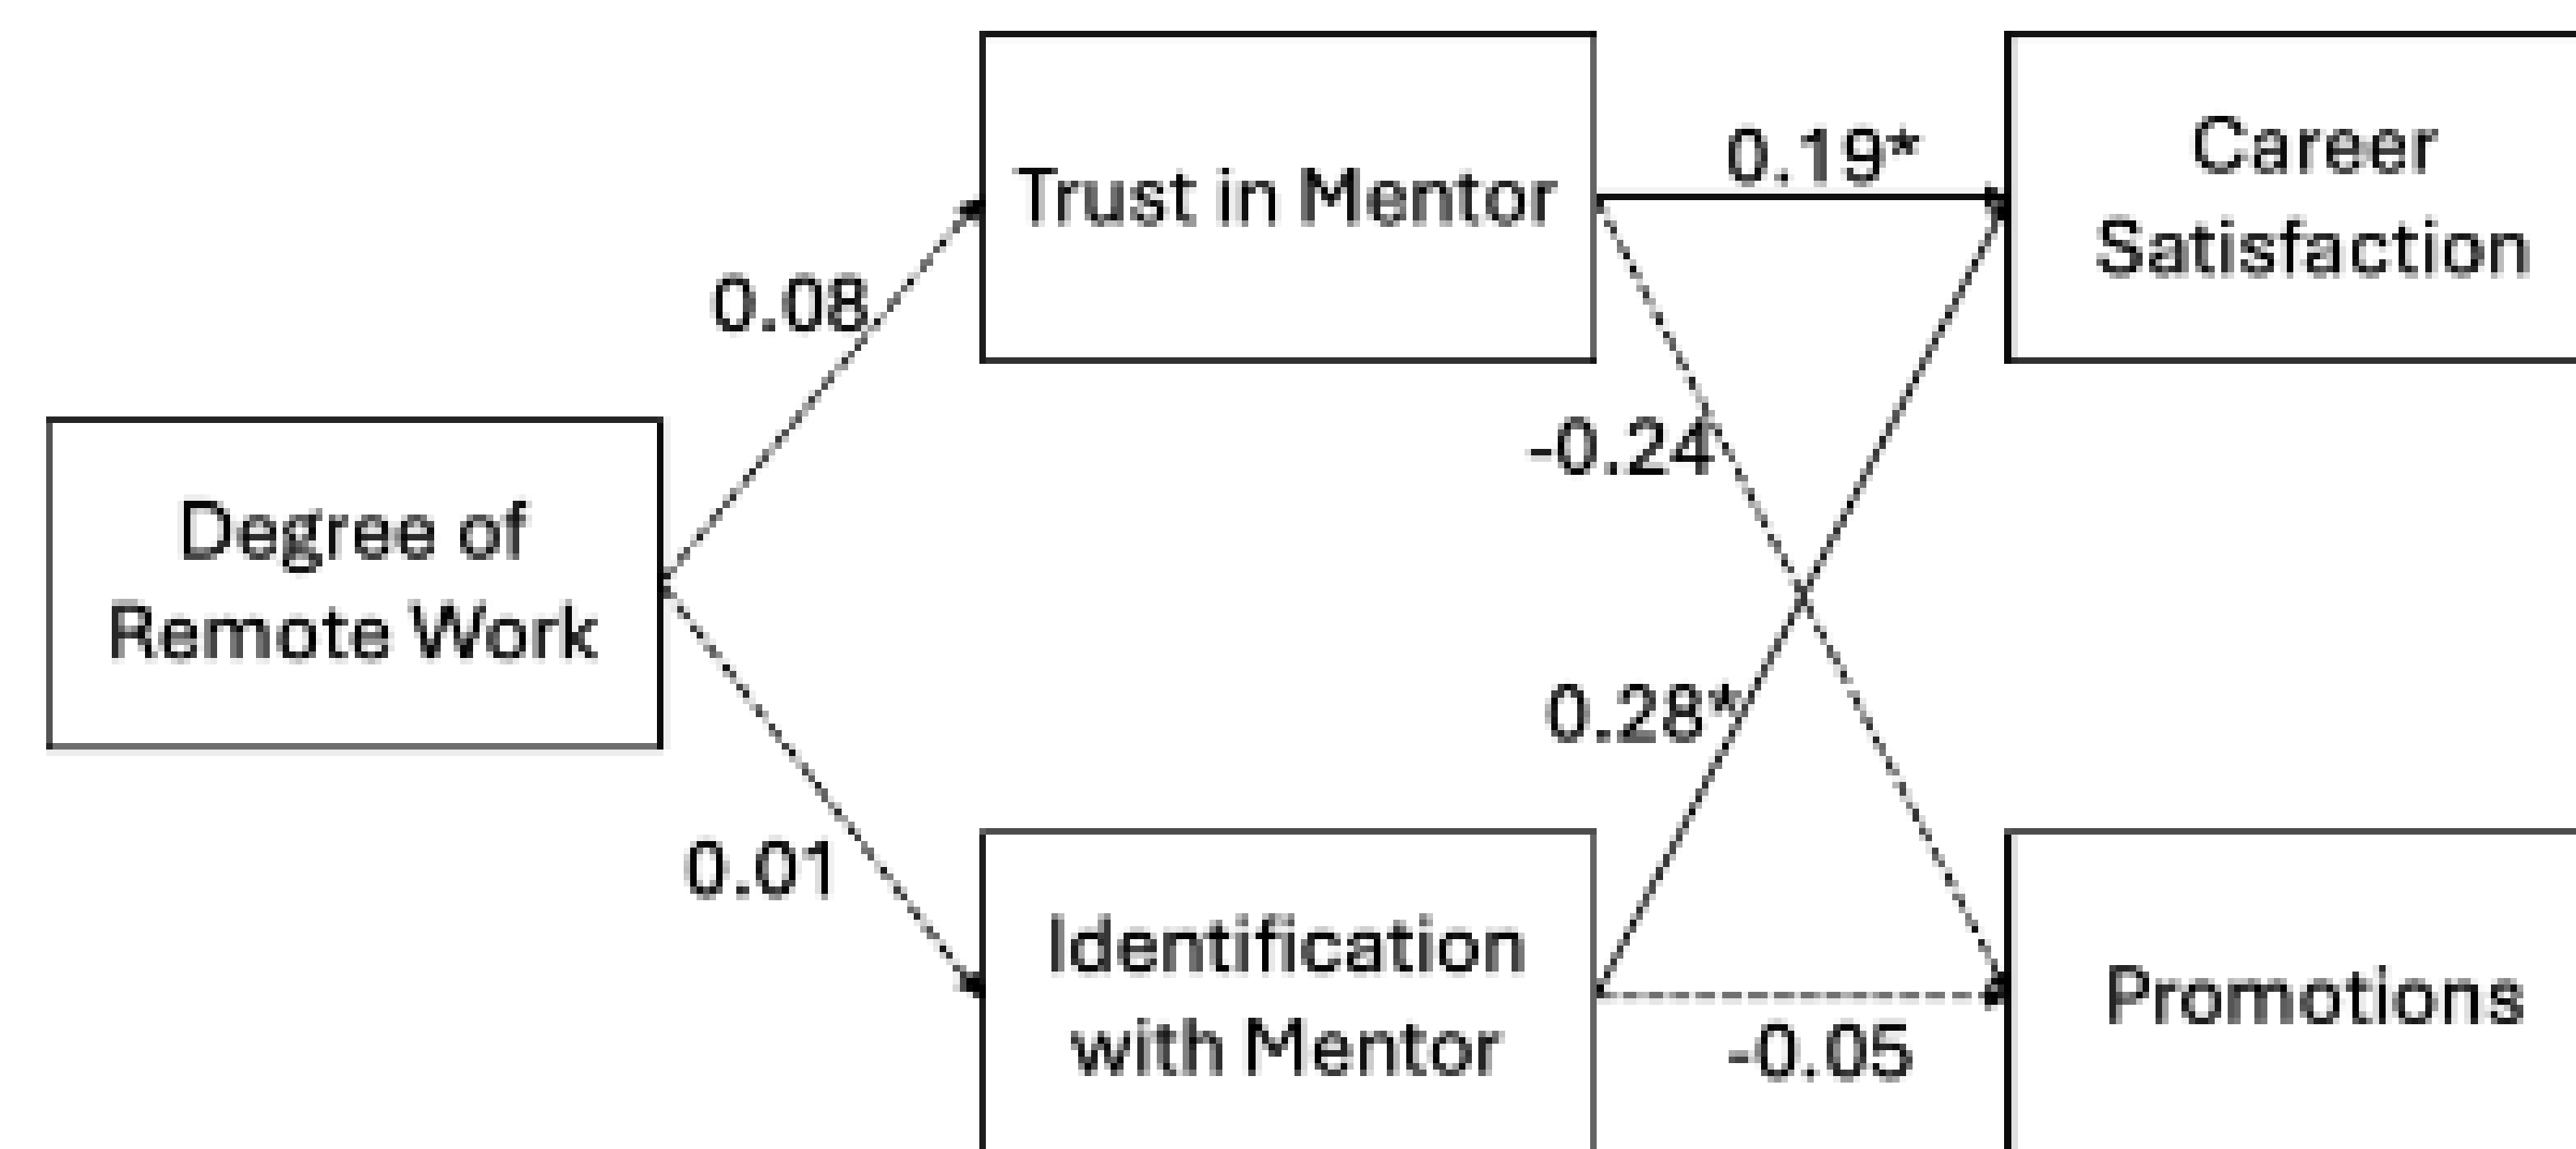 Trust in Mentor
0.19*
Career
Satisfaction
0.08
-0.24
Degree of
Remote Work
0.28*
0.01
Identification
with Mentor
-0.05
Promotions